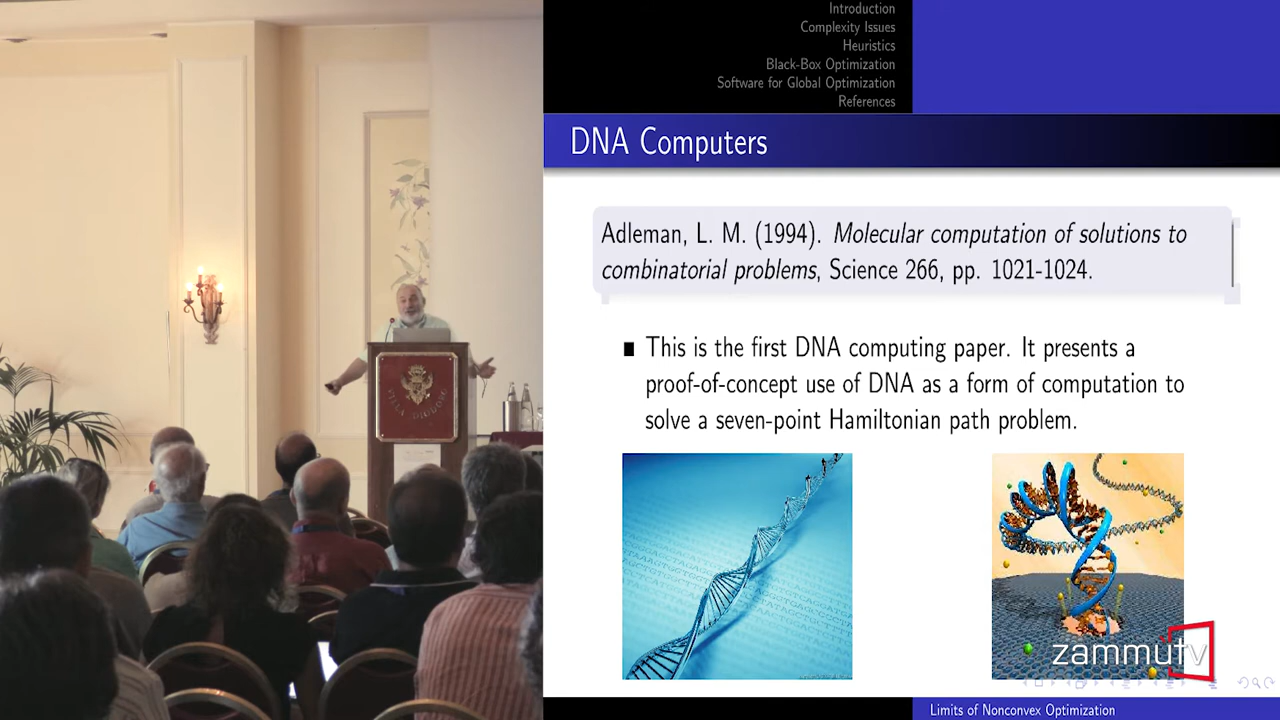 Introduction
Complexity Issues
Heuristics
Black-Box Optimization
Software for Global Optimization
References
DNA Computers
Adleman, L. M. (1994). Molecular computation of solutions to
combinatorial problems, Science 266, pp. 1021-1024.
■ This is the first DNA computing paper. It presents a
proof-of-concept use of DNA as a form of computation to
solve a seven-point Hamiltonian path problem.
VILLA DIODORO
zammutv
Limits of Nonconvex Optimization